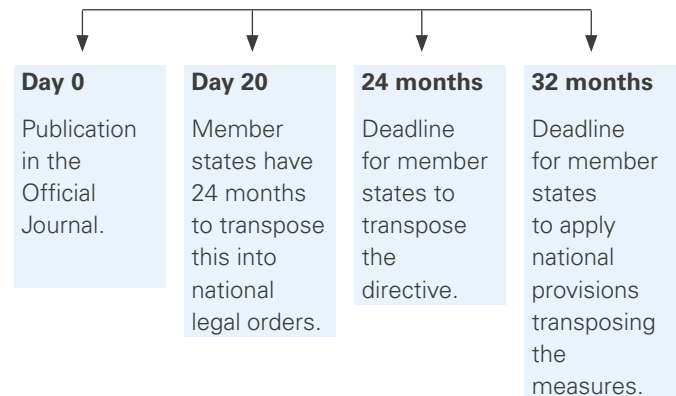 Day 0
Publication
in the
Official
Journal.
Day 20
Member
states have
24 months
to transpose
this into
national
legal orders.
24 months
Deadline
for member
states to
transpose
the
directive.
32 months
Deadline
for member
states
to apply
national
provisions
transposing
the
measures.